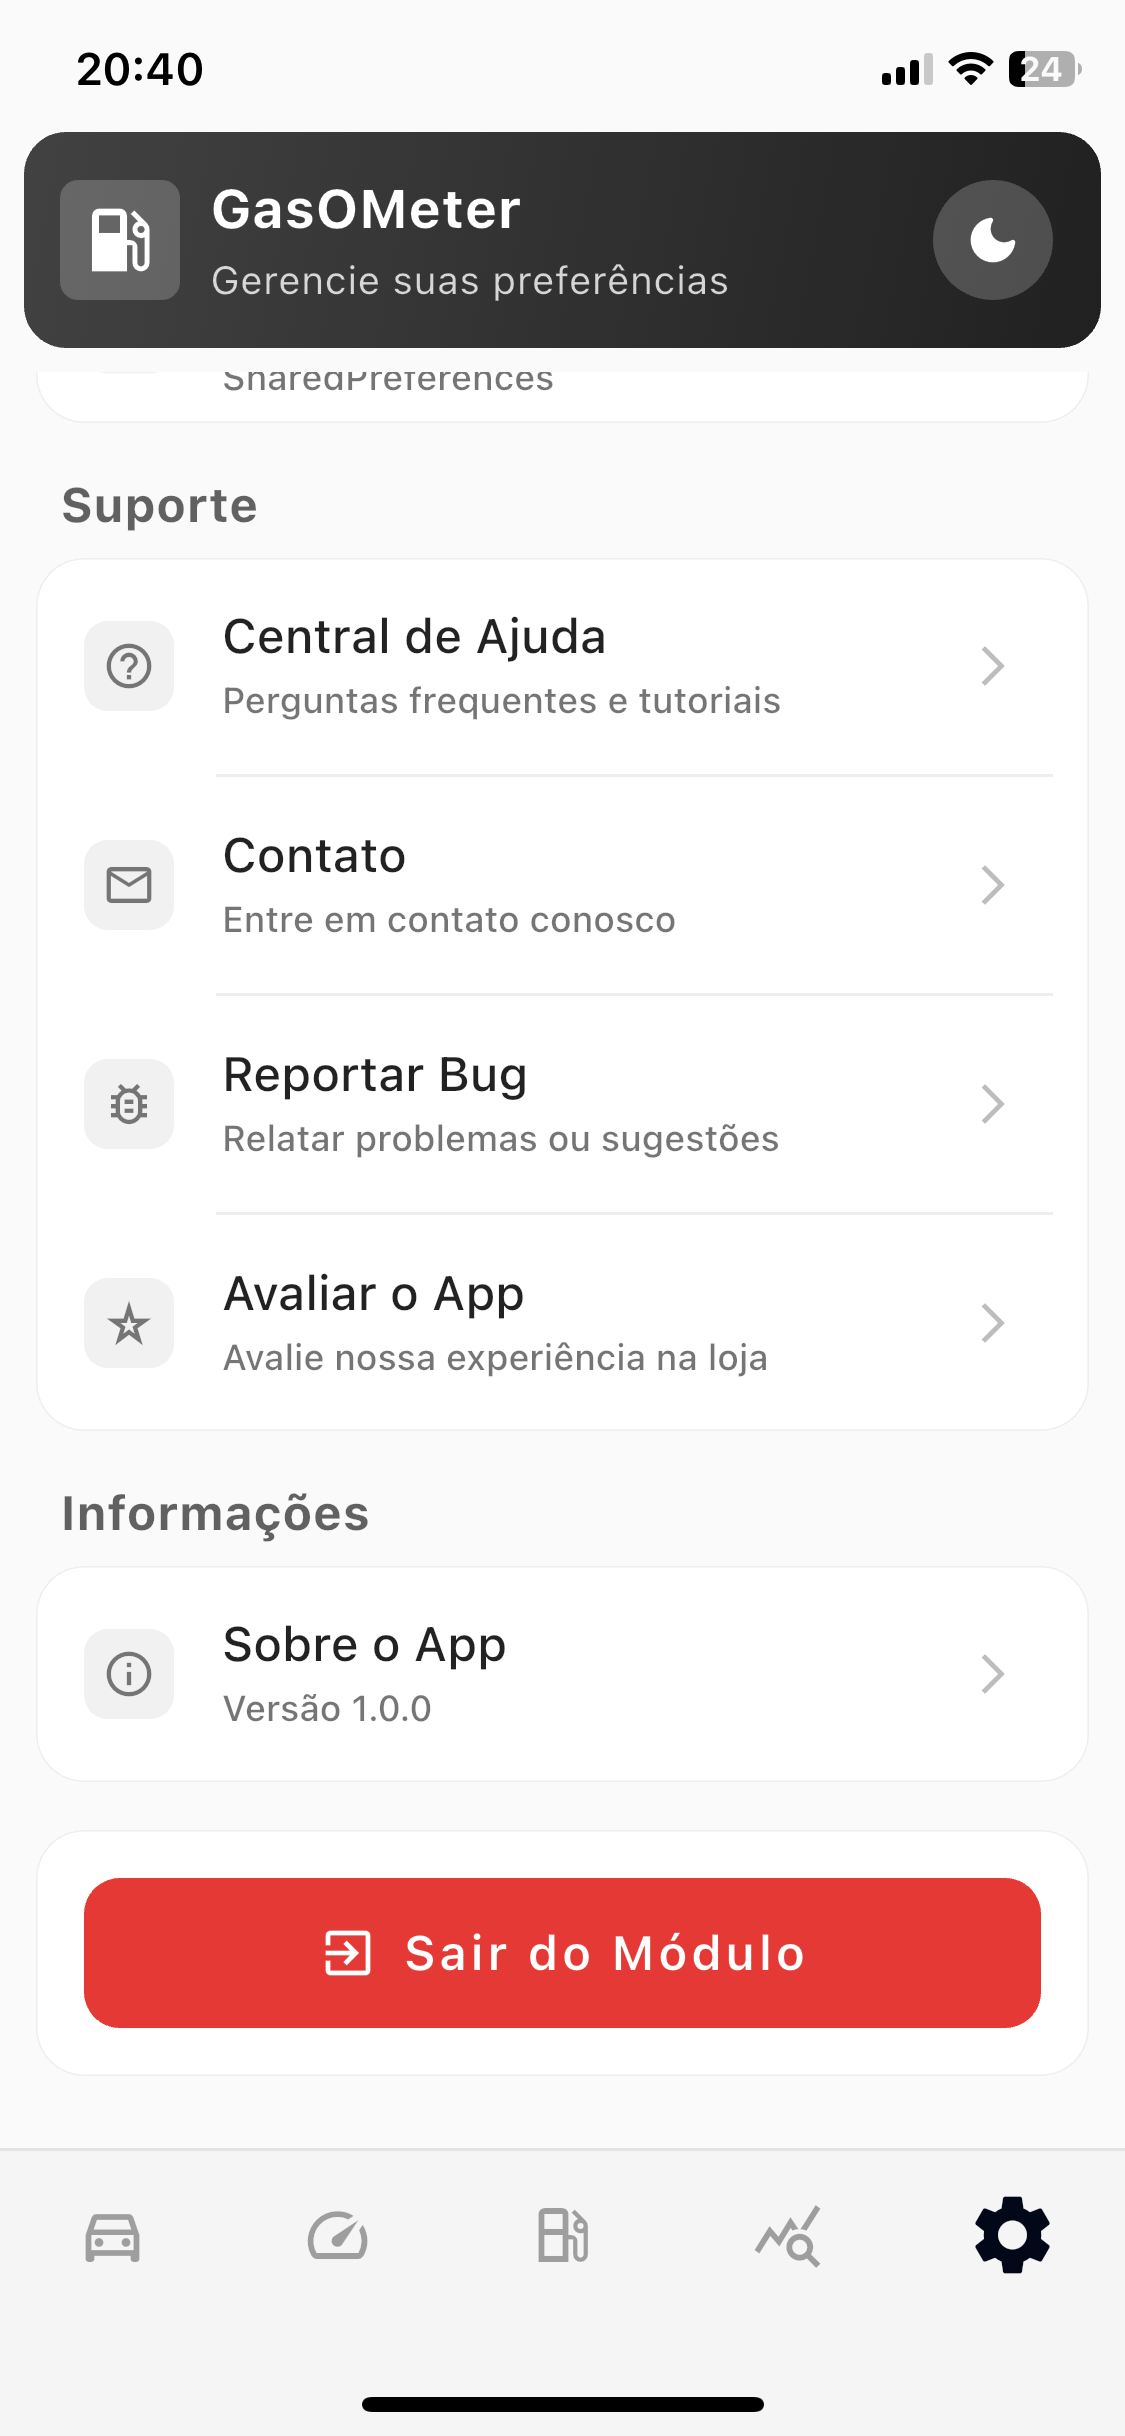 20:40
24
GasOMeter
Gerencie suas preferências
SharedPreferences
Suporte
Central de Ajuda
Perguntas frequentes e tutoriais
Contato
Entre em contato conosco
Reportar Bug
Relatar problemas ou sugestões
Avaliar o App
Avalie nossa experiência na loja
Informações
Sobre o App
Versão 1.0.0
Sair do Módulo